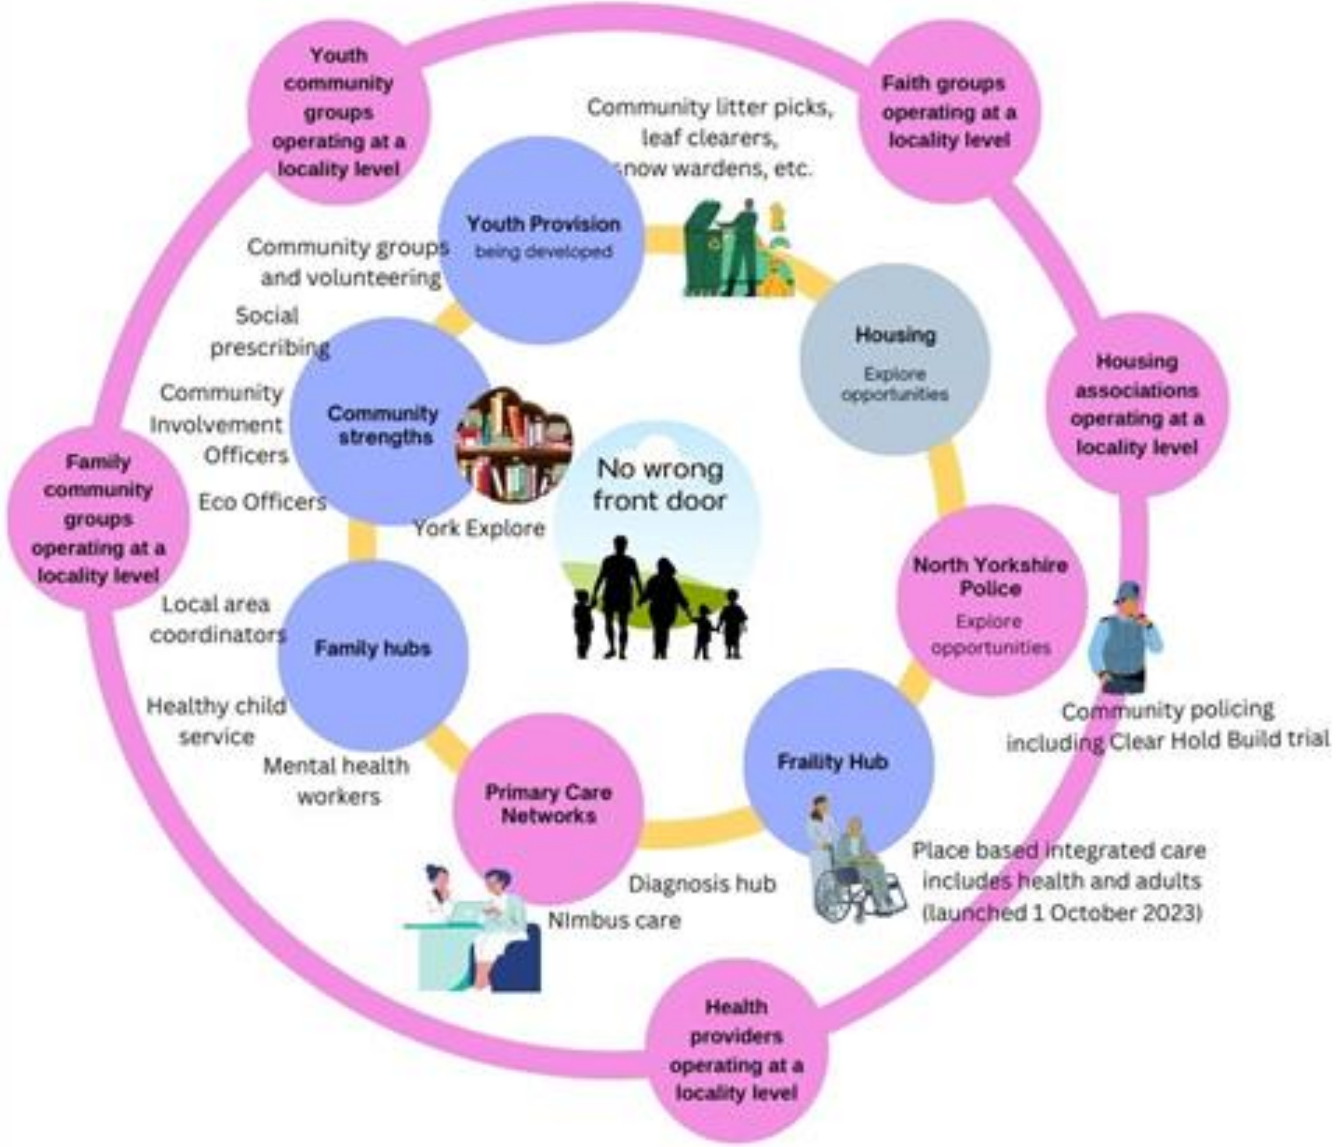 Youth
community
groups
operating at a
locality level
Faith groups
operating at a
locality level
Community litter picks,
leaf clearers,
snow wardens, etc.
Youth Provision
being developed
Community groups
and volunteering
Social
prescribing
Housing
Explore
opportunities
Housing
associations
operating at a
locality level
Community
Involvement
Officers
Community
strengths
Eco Officers
York Explore
No wrong
front door
Family
community
groups
operating at a
locality level
North Yorkshire
Police
Explore
opportunities
Local area
coordinators
Family hubs
Healthy child
service
Mental health
workers
Community policing
including Clear Hold Build trial
Fraility Hub
Primary Care
Networks
Place based integrated care
includes health and adults
(launched 1 October 2023)
Diagnosis hub
NImbus care
Health
providers
operating at a
locality level